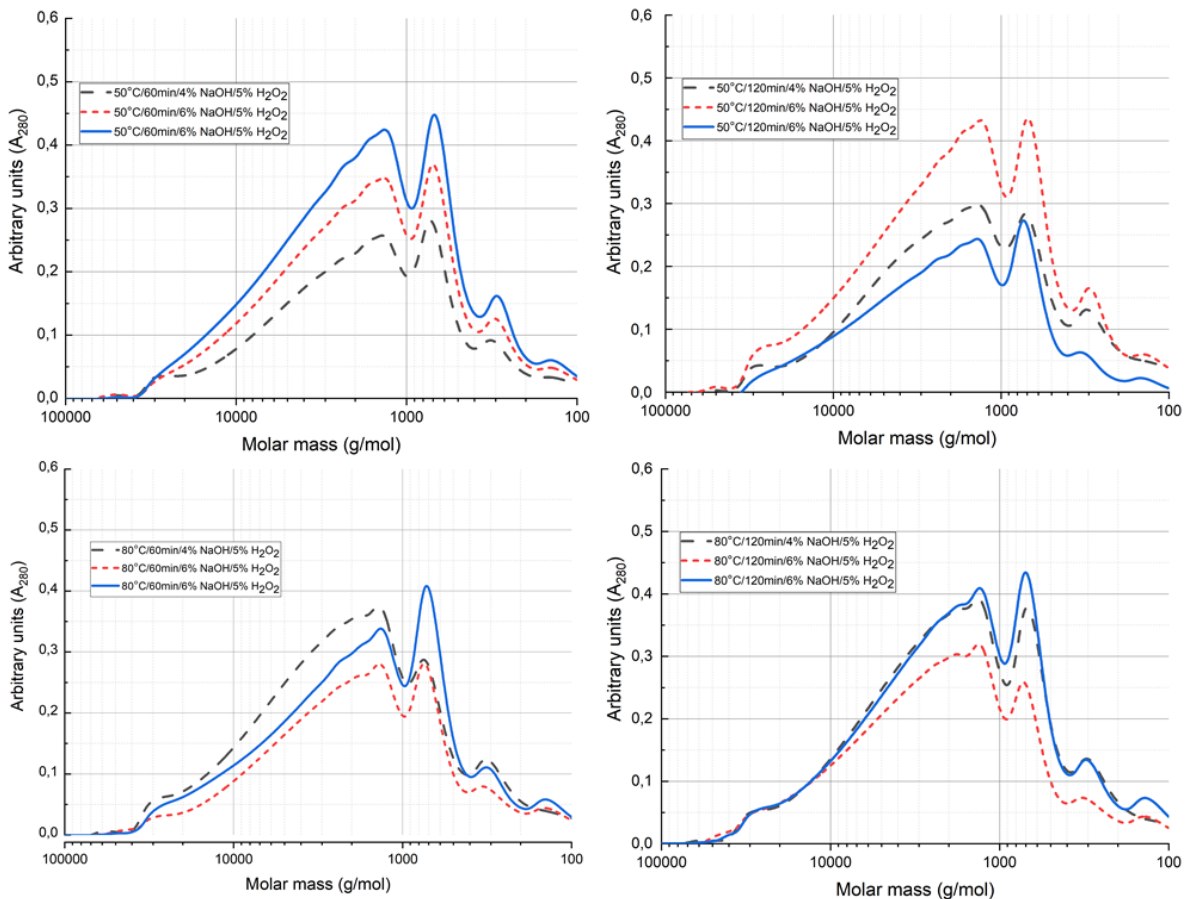 0,6
0,5
0,4
0,3
0,2
0,1
0,0
Arbitrary units (A₂₈₀)
50°C/60min/4% NaOH/5% H₂O₂
50°C/60min/6% NaOH/5% H₂O₂
50°C/60min/6% NaOH/5% H₂O₂
100000
10000
1000
100
Molar mass (g/mol)
0,6
0,5
0,4
0,3
0,2
0,1
0,0
Arbitrary units (A₂₈₀)
50°C/120min/4% NaOH/5% H₂O₂
50°C/120min/6% NaOH/5% H₂O₂
50°C/120min/6% NaOH/5% H₂O₂
100000
10000
1000
100
Molar mass (g/mol)
0,6
0,5
0,4
0,3
0,2
0,1
0,0
Arbitrary units (A₂₈₀)
80°C/60min/4% NaOH/5% H₂O₂
80°C/60min/6% NaOH/5% H₂O₂
80°C/60min/6% NaOH/5% H₂O₂
100000
10000
1000
100
Molar mass (g/mol)
0,6
0,5
0,4
0,3
0,2
0,1
0,0
Arbitrary units (A₂₈₀)
80°C/120min/4% NaOH/5% H₂O₂
80°C/120min/6% NaOH/5% H₂O₂
80°C/120min/6% NaOH/5% H₂O₂
100000
10000
1000
100
Molar mass (g/mol)